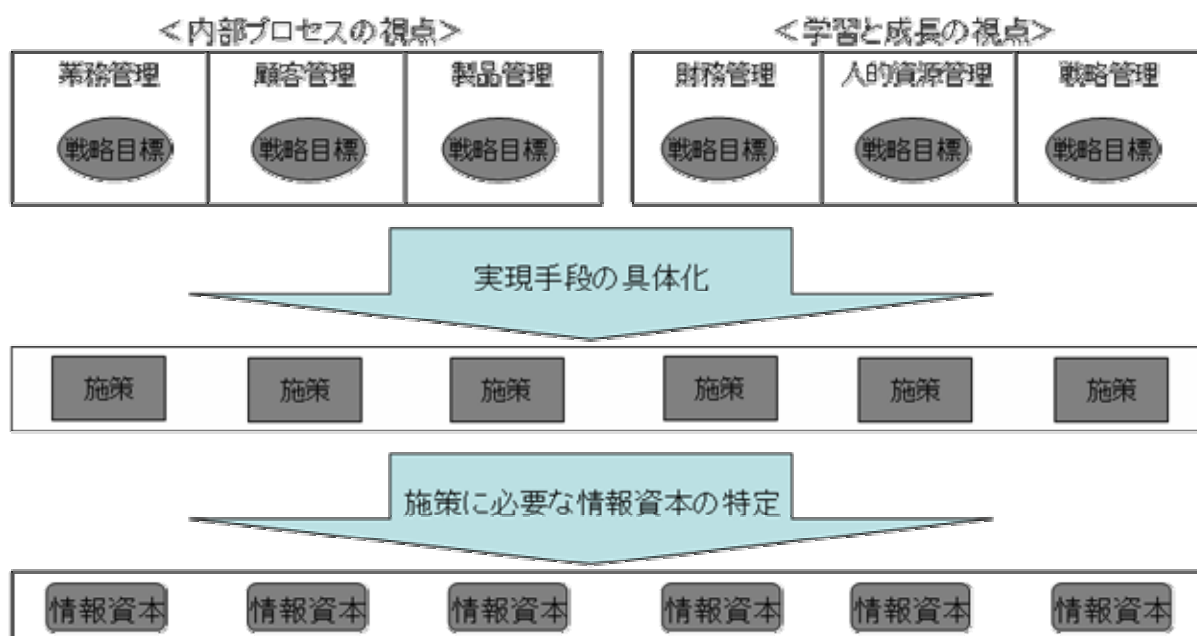 ＜内部プロセスの視点＞ ＜学習と成長の視点＞
業務管理 顧客管理 製品管理 財務管理 人的資源管理 戦略管理
戦略目標 戦略目標 戦略目標 戦略目標 戦略目標 戦略目標
実現手段の具体化
施策 施策 施策 施策 施策 施策
施策に必要な情報資本の特定
情報資本 情報資本 情報資本 情報資本 情報資本 情報資本